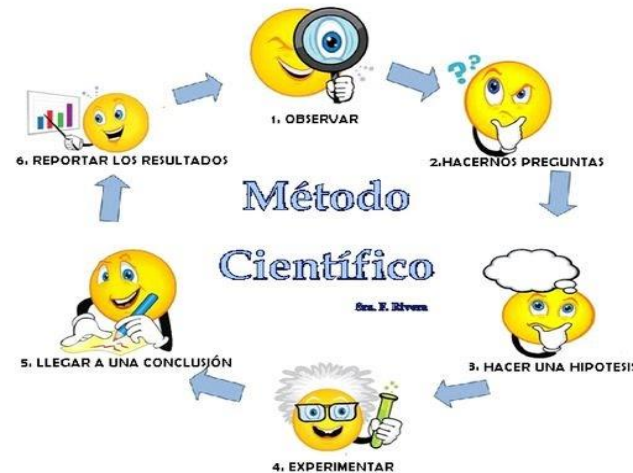 1. OBSERVAR
??
2.HACERNOS PREGUNTAS
3. HACER UNA HIPOTESIS
4. EXPERIMENTAR
5. LLEGAR A UNA CONCLUSIÓN
6. REPORTAR LOS RESULTADOS
Método
Científico
Sra. F. Rivera